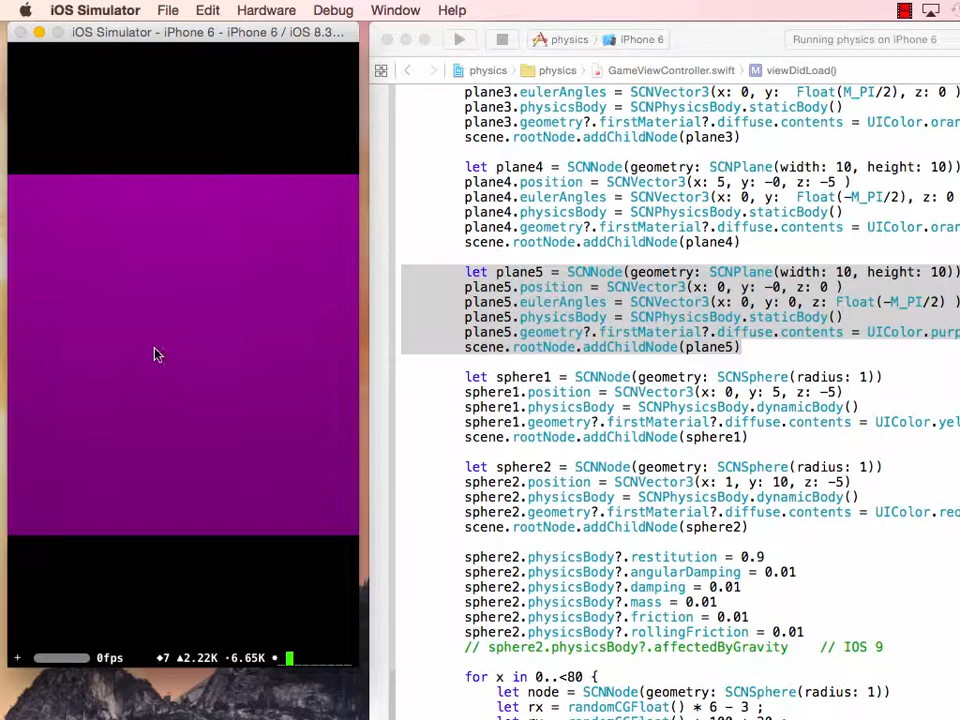 iOS Simulator File Edit Hardware Debug Window Help
iOS Simulator - iPhone 6 - iPhone 6 / iOS 8.3...
physics iPhone 6 Running physics on iPhone 6
physics physics GameViewController.swift viewDidLoad()
plane3.eulerAngles = SCNVector3(x: 0, y:  Float(M_PI/2), z: 0 )
plane3.physicsBody = SCNPhysicsBody.staticBody()
plane3.geometry?.firstMaterial?.diffuse.contents = UIColor.oran
scene.rootNode.addChildNode(plane3)
let plane4 = SCNNode(geometry: SCNPlane(width: 10, height: 10))
plane4.position = SCNVector3(x: 5, y: -0, z: -5 )
plane4.eulerAngles = SCNVector3(x: 0, y:  Float(-M_PI/2), z: 0
plane4.physicsBody = SCNPhysicsBody.staticBody()
plane4.geometry?.firstMaterial?.diffuse.contents = UIColor.oran
scene.rootNode.addChildNode(plane4)
let plane5 = SCNNode(geometry: SCNPlane(width: 10, height: 10))
plane5.position = SCNVector3(x: 0, y: -0, z: 0 )
plane5.eulerAngles = SCNVector3(x: 0, y: 0, z: Float(-M_PI/2) )
plane5.physicsBody = SCNPhysicsBody.staticBody()
plane5.geometry?.firstMaterial?.diffuse.contents = UIColor.purp
scene.rootNode.addChildNode(plane5)
let sphere1 = SCNNode(geometry: SCNSphere(radius: 1))
sphere1.position = SCNVector3(x: 0, y: 5, z: -5)
sphere1.physicsBody = SCNPhysicsBody.dynamicBody()
sphere1.geometry?.firstMaterial?.diffuse.contents = UIColor.yel
scene.rootNode.addChildNode(sphere1)
let sphere2 = SCNNode(geometry: SCNSphere(radius: 1))
sphere2.position = SCNVector3(x: 1, y: 10, z: -5)
sphere2.physicsBody = SCNPhysicsBody.dynamicBody()
sphere2.geometry?.firstMaterial?.diffuse.contents = UIColor.red
scene.rootNode.addChildNode(sphere2)
sphere2.physicsBody?.restitution = 0.9
sphere2.physicsBody?.angularDamping = 0.01
sphere2.physicsBody?.damping = 0.01
sphere2.physicsBody?.mass = 0.01
sphere2.physicsBody?.friction = 0.01
sphere2.physicsBody?.rollingFriction = 0.01
// sphere2.physicsBody?.affectedByGravity    // IOS 9
for x in 0..<80 {
let node = SCNNode(geometry: SCNSphere(radius: 1))
let rx = randomCGFloat() * 6 - 3 ;
+ 0fps ◆7 ▲2.22K ·6.65K